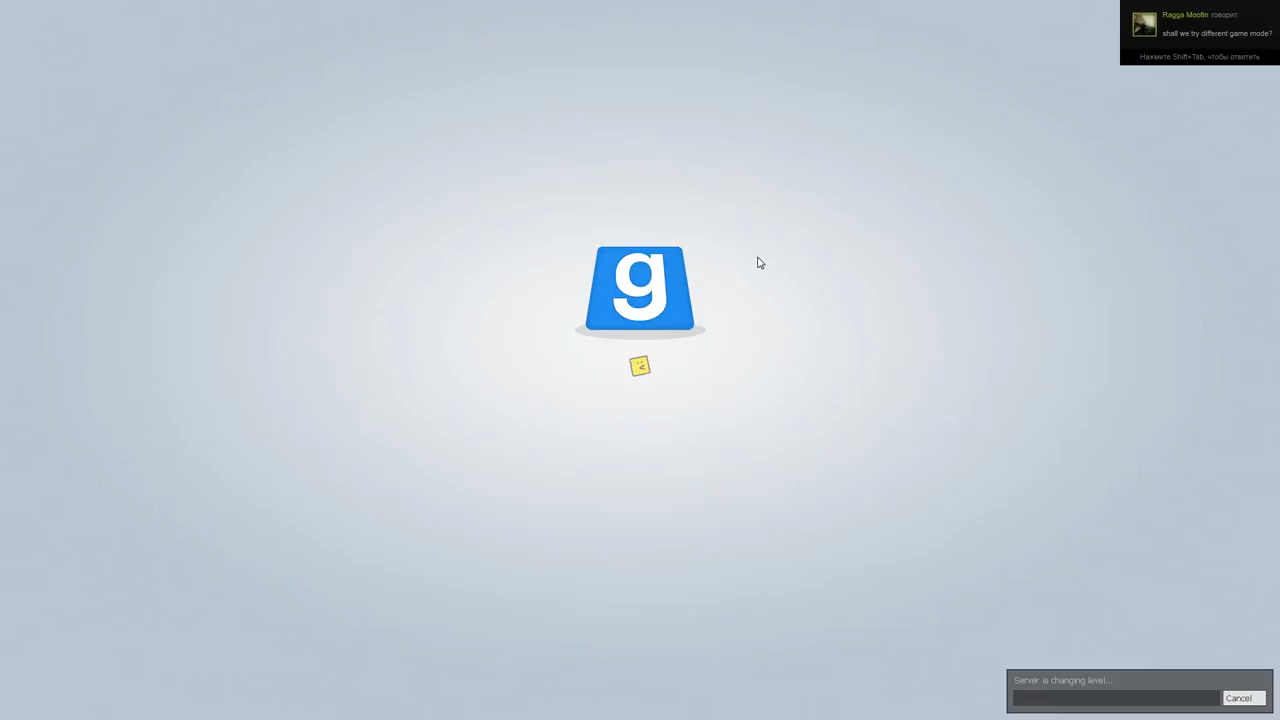 Ragga Moofin говорит:
shall we try different game mode?
Нажмите Shift+Tab, чтобы ответить
g
Server is changing level...
Cancel